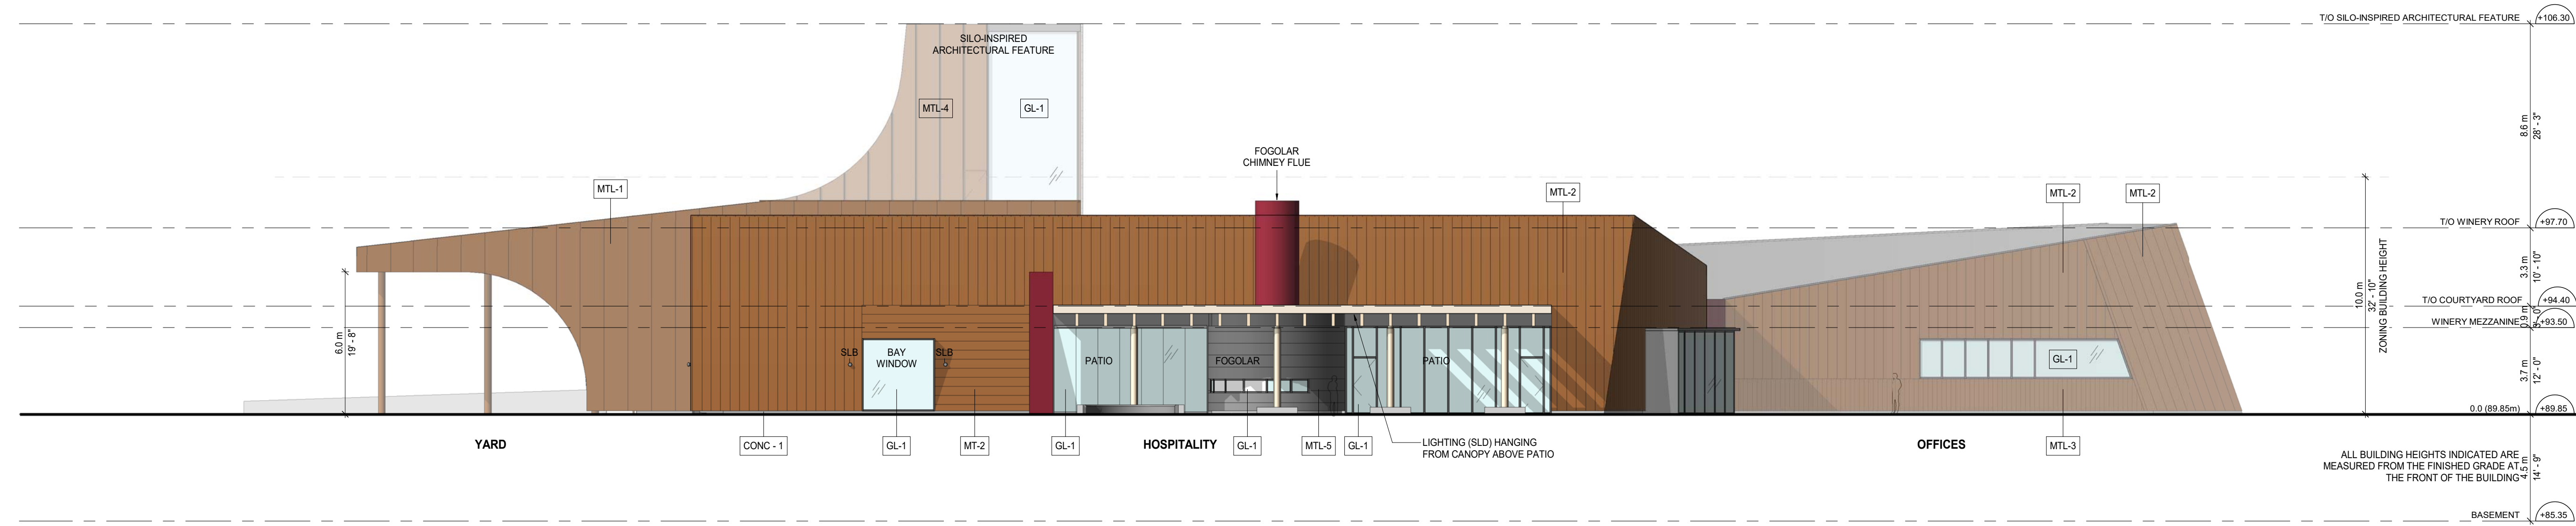 T/O SILO-INSPIRED ARCHITECTURAL FEATURE
+106.30
SILO-INSPIRED
ARCHITECTURAL FEATURE
MTL-4
GL-1
8.6 m
28' - 3"
FOGOLAR
CHIMNEY FLUE
MTL-1
MTL-2
MTL-2
MTL-2
T/O WINERY ROOF
+97.70
3.3 m
10' - 10"
10.0 m
32' - 10"
ZONING BUILDING HEIGHT
T/O COURTYARD ROOF
+94.40
0.9 m
WINERY MEZZANINE
+93.50
6.0 m
19' - 8"
SLB
BAY
WINDOW
SLB
PATIO
FOGOLAR
PATIO
GL-1
3.7 m
12' - 0"
0.0 (89.85m)
+89.85
YARD
CONC - 1
GL-1
MT-2
GL-1
HOSPITALITY
GL-1
MTL-5
GL-1
LIGHTING (SLD) HANGING
FROM CANOPY ABOVE PATIO
OFFICES
MTL-3
ALL BUILDING HEIGHTS INDICATED ARE
MEASURED FROM THE FINISHED GRADE AT
THE FRONT OF THE BUILDING
4.5 m
14' - 9"
BASEMENT
+85.35